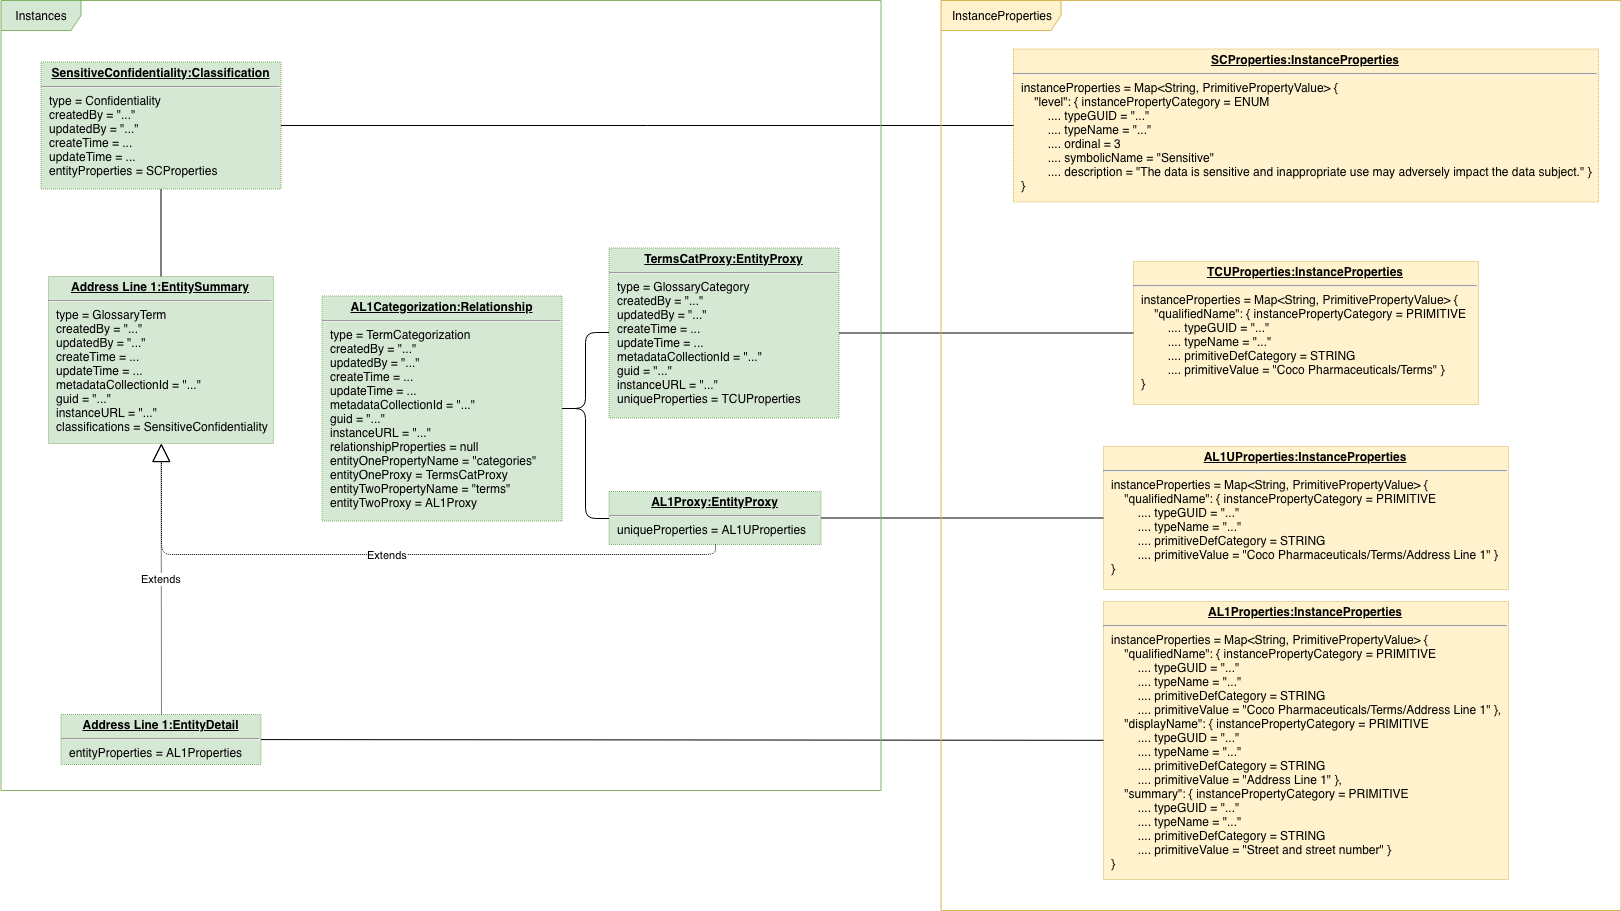 Instances
SensitiveConfidentiality:Classification
type = Confidentiality
createdBy = "..."
updatedBy = "..."
createTime = ...
updateTime = ...
entityProperties = SCProperties
Address Line 1:EntitySummary
type = GlossaryTerm
createdBy = "..."
updatedBy = "..."
createTime = ...
updateTime = ...
metadataCollectionId = "..."
guid = "..."
instanceURL = "..."
classifications = SensitiveConfidentiality
AL1Categorization:Relationship
type = TermCategorization
createdBy = "..."
updatedBy = "..."
createTime = ...
updateTime = ...
metadataCollectionId = "..."
guid = "..."
instanceURL = "..."
relationshipProperties = null
entityOnePropertyName = "categories"
entityOneProxy = TermsCatProxy
entityTwoPropertyName = "terms"
entityTwoProxy = AL1Proxy
TermsCatProxy:EntityProxy
type = GlossaryCategory
createdBy = "..."
updatedBy = "..."
createTime = ...
updateTime = ...
metadataCollectionId = "..."
guid = "..."
instanceURL = "..."
uniqueProperties = TCUProperties
AL1Proxy:EntityProxy
uniqueProperties = AL1UProperties
Extends
Extends
Address Line 1:EntityDetail
entityProperties = AL1Properties
InstanceProperties
SCProperties:InstanceProperties
instanceProperties = Map<String, PrimitivePropertyValue> {
"level": { instancePropertyCategory = ENUM
.... typeGUID = "..."
.... typeName = "..."
.... ordinal = 3
.... symbolicName = "Sensitive"
.... description = "The data is sensitive and inappropriate use may adversely impact the data subject." }
}
TCUProperties:InstanceProperties
instanceProperties = Map<String, PrimitivePropertyValue> {
"qualifiedName": { instancePropertyCategory = PRIMITIVE
.... typeGUID = "..."
.... typeName = "..."
.... primitiveDefCategory = STRING
.... primitiveValue = "Coco Pharmaceuticals/Terms" }
}
AL1UProperties:InstanceProperties
instanceProperties = Map<String, PrimitivePropertyValue> {
"qualifiedName": { instancePropertyCategory = PRIMITIVE
.... typeGUID = "..."
.... typeName = "..."
.... primitiveDefCategory = STRING
.... primitiveValue = "Coco Pharmaceuticals/Terms/Address Line 1" }
}
AL1Properties:InstanceProperties
instanceProperties = Map<String, PrimitivePropertyValue> {
"qualifiedName": { instancePropertyCategory = PRIMITIVE
.... typeGUID = "..."
.... typeName = "..."
.... primitiveDefCategory = STRING
.... primitiveValue = "Coco Pharmaceuticals/Terms/Address Line 1" },
"displayName": { instancePropertyCategory = PRIMITIVE
.... typeGUID = "..."
.... typeName = "..."
.... primitiveDefCategory = STRING
.... primitiveValue = "Address Line 1" },
"summary": { instancePropertyCategory = PRIMITIVE
.... typeGUID = "..."
.... typeName = "..."
.... primitiveDefCategory = STRING
.... primitiveValue = "Street and street number" }
}